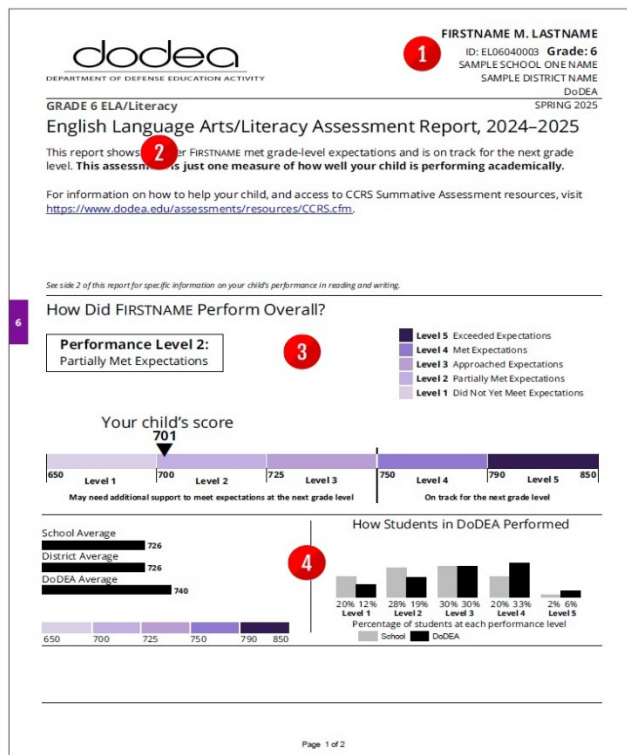 dodea
DEPARTMENT OF DEFENSE EDUCATION ACTIVITY
1
FIRSTNAME M. LASTNAME
ID: EL06040003 Grade: 6
SAMPLE SCHOOL ONE NAME
SAMPLE DISTRICT NAME
DoDEA
SPRING 2025
GRADE 6 ELA/Literacy
English Language Arts/Literacy Assessment Report, 2024–2025
2
This report shows er FIRSTNAME met grade-level expectations and is on track for the next grade
level. This assessment is just one measure of how well your child is performing academically.
For information on how to help your child, and access to CCRS Summative Assessment resources, visit
https://www.dodea.edu/assessments/resources/CCRS.cfm.
See side 2 of this report for specific information on your child's performance in reading and writing.
6
How Did FIRSTNAME Perform Overall?
Performance Level 2:
Partially Met Expectations
3
Level 5 Exceeded Expectations
Level 4 Met Expectations
Level 3 Approached Expectations
Level 2 Partially Met Expectations
Level 1 Did Not Yet Meet Expectations
Your child's score
701
650 Level 1 700 Level 2 725 Level 3 750 Level 4 790 Level 5 850
May need additional support to meet expectations at the next grade level On track for the next grade level
School Average
726
District Average
726
DoDEA Average
740
650 700 725 750 790 850
4
How Students in DoDEA Performed
20% 12% 28% 19% 30% 30% 20% 33% 2% 6%
Level 1 Level 2 Level 3 Level 4 Level 5
Percentage of students at each performance level
School DoDEA
Page 1 of 2